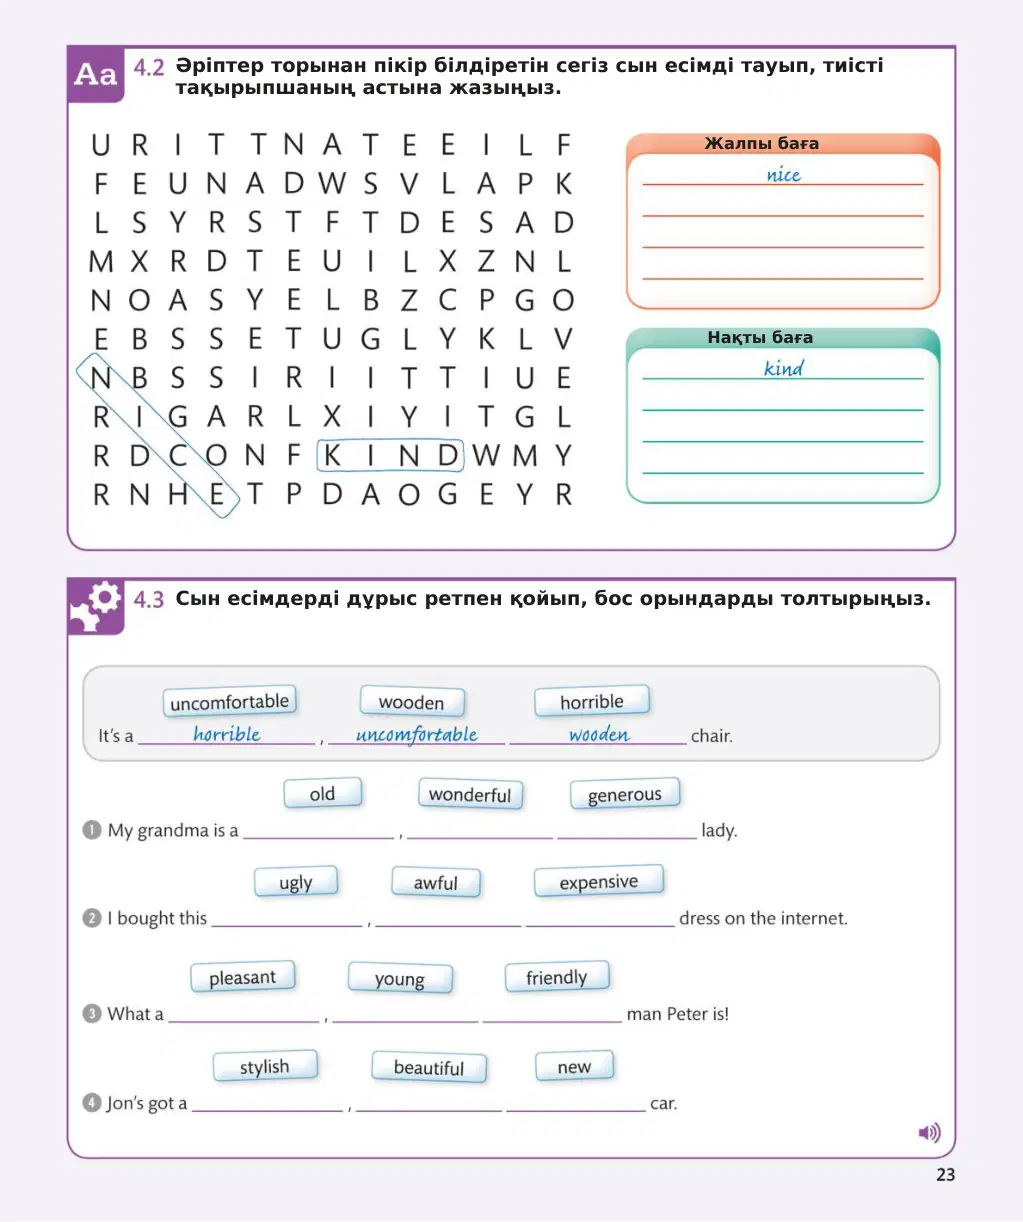 Aa 4.2 Әріптер торынан пікір білдіретін сегіз сын есімді тауып, тиісті
тақырыпшаның астына жазыңыз.
U R I T T N A T E E I L F
F E U N A D W S V L A P K
L S Y R S T F T D E S A D
M X R D T E U I L X Z N L
N O A S Y E L B Z C P G O
E B S S E T U G L Y K L V
N B S S I R I I T T I U E
R I G A R L X I Y I T G L
R D C O N F K I N D W M Y
R N H E T P D A O G E Y R
Жалпы баға
nice
Нақты баға
kind
4.3 Сын есімдерді дұрыс ретпен қойып, бос орындарды толтырыңыз.
uncomfortable wooden horrible
It's a horrible , uncomfortable wooden chair.
old wonderful generous
1 My grandma is a , lady.
ugly awful expensive
2 I bought this , dress on the internet.
pleasant young friendly
3 What a , man Peter is!
stylish beautiful new
4 Jon's got a , car.
23